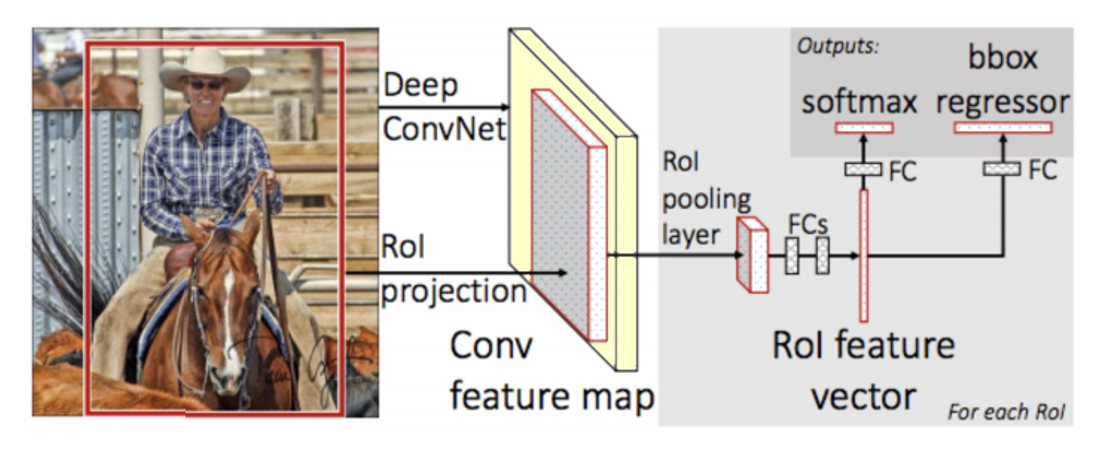 Deep
ConvNet
RoI
projection
Conv
feature map
RoI
pooling
layer
FCs
Outputs:
softmax
bbox
regressor
FC
FC
RoI feature
vector
For each RoI